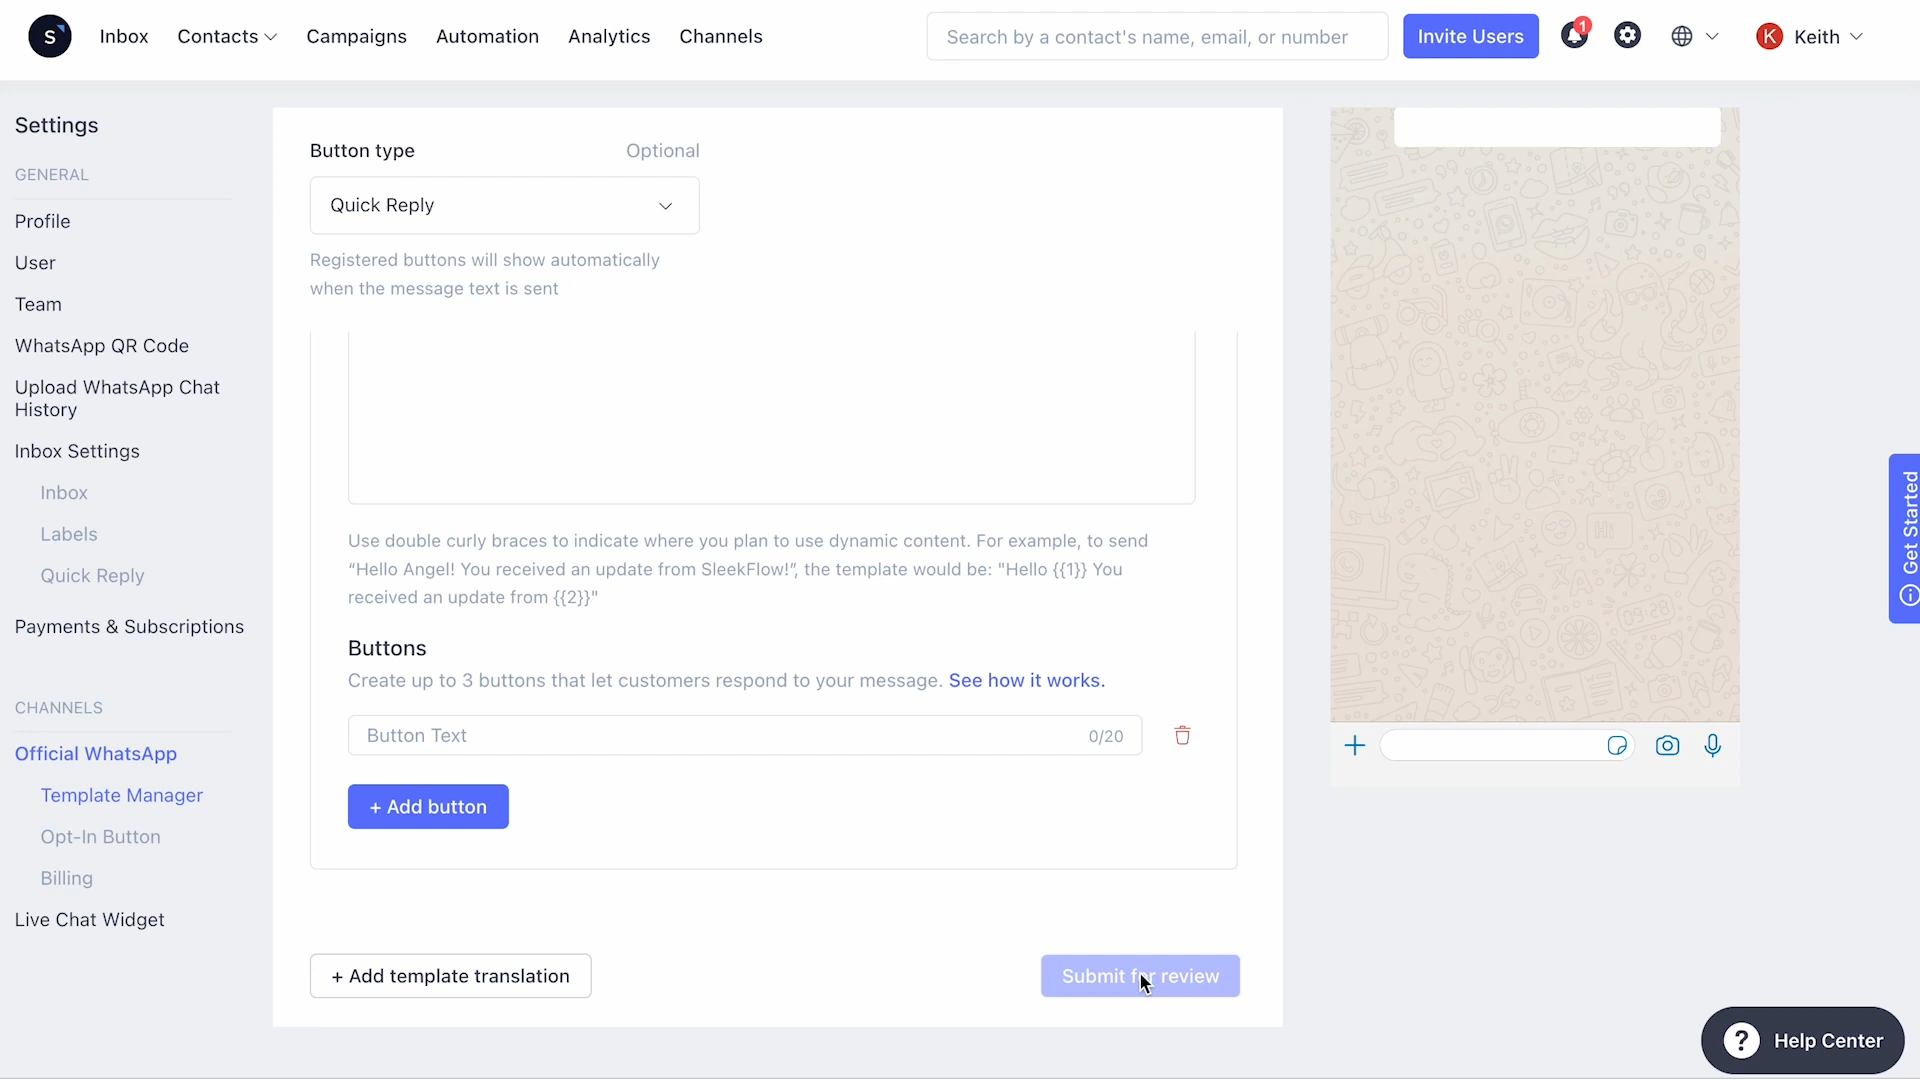 S
Inbox
Contacts
Campaigns
Automation
Analytics
Channels
Search by a contact's name, email, or number
Invite Users
1
K
Keith
Settings
GENERAL
Profile
User
Team
WhatsApp QR Code
Upload WhatsApp Chat
History
Inbox Settings
Inbox
Labels
Quick Reply
Payments & Subscriptions
CHANNELS
Official WhatsApp
Template Manager
Opt-In Button
Billing
Live Chat Widget
Button type
Optional
Quick Reply
Registered buttons will show automatically
when the message text is sent
Use double curly braces to indicate where you plan to use dynamic content. For example, to send
“Hello Angel! You received an update from SleekFlow!”, the template would be: "Hello {{1}} You
received an update from {{2}}"
Buttons
Create up to 3 buttons that let customers respond to your message. See how it works.
Button Text
0/20
+ Add button
+ Add template translation
Submit for review
Hi
09:28
Get Started
? Help Center